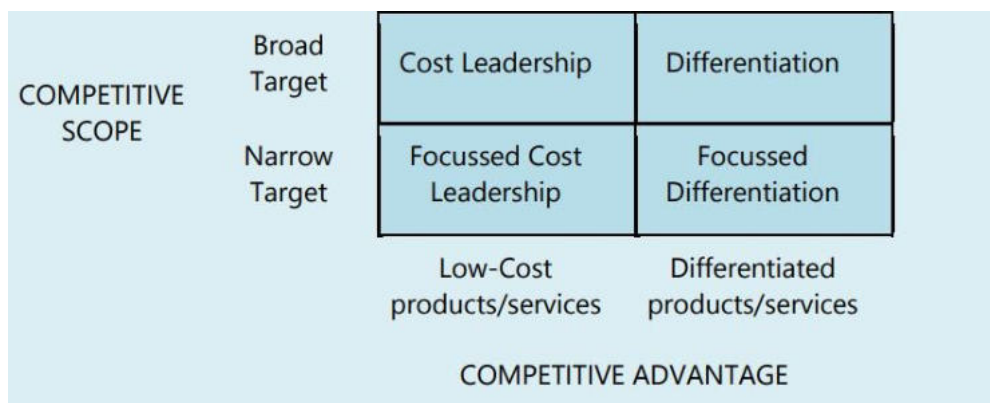 COMPETITIVE
SCOPE
Broad
Target
Cost Leadership
Differentiation
Narrow
Target
Focussed Cost
Leadership
Focussed
Differentiation
Low-Cost
products/services
Differentiated
products/services
COMPETITIVE ADVANTAGE